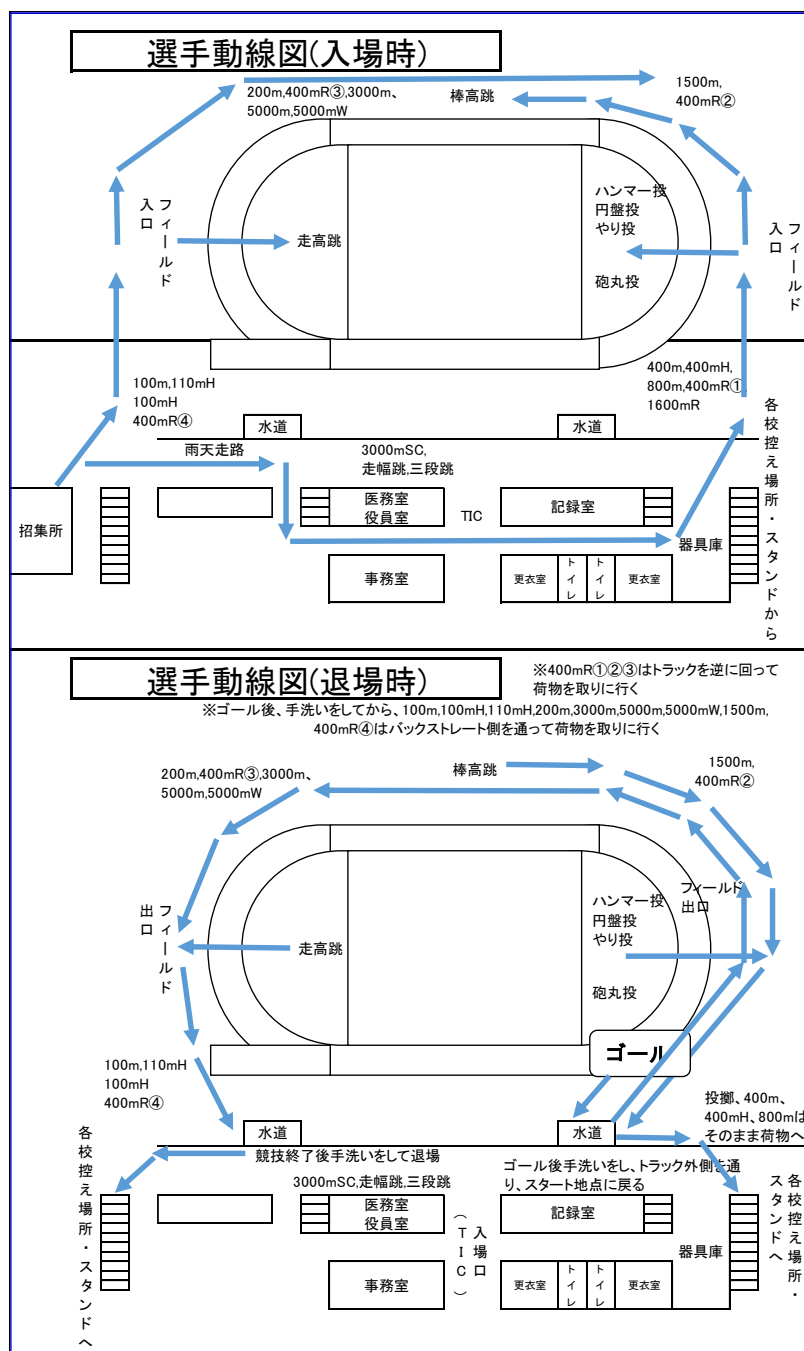 選手動線図(入場時)
200m,400mR③,3000m、
5000m,5000mW
棒高跳
1500m,
400mR②
フィールド
入口
走高跳
ハンマー投
円盤投
やり投
砲丸投
フィールド
入口
100m,110mH
100mH
400mR④
400m,400mH,
800m,400mR①,
1600mR
各校控え場所・スタンドから
水道
水道
雨天走路
3000mSC,
走幅跳,三段跳
招集所
医務室
役員室
TIC
記録室
器具庫
事務室
更衣室
トイレ
トイレ
更衣室
選手動線図(退場時)
※400mR①②③はトラックを逆に回って
荷物を取りに行く
※ゴール後、手洗いをしてから、100m,100mH,110mH,200m,3000m,5000m,5000mW,1500m,
400mR④はバックストレート側を通って荷物を取りに行く
200m,400mR③,3000m、
5000m,5000mW
棒高跳
1500m,
400mR②
フィールド
出口
走高跳
ハンマー投
円盤投
やり投
砲丸投
フィールド
出口
ゴール
100m,110mH
100mH
400mR④
投擲、400m、
400mH、800mは
そのまま荷物へ
水道
水道
競技終了後手洗いをして退場
ゴール後手洗いをし、トラック外側を通
り、スタート地点に戻る
3000mSC,走幅跳,三段跳
各校控え場所・スタンドへ
医務室
役員室
入場口
(TIC)
記録室
器具庫
各校控え場所・
スタンドへ
事務室
更衣室
トイレ
トイレ
更衣室